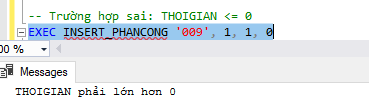 -- Trường hợp sai: THOIGIAN <= 0
EXEC INSERT_PHANCONG '009', 1, 1, 0
00 %
Messages
THOIGIAN phải lớn hơn 0